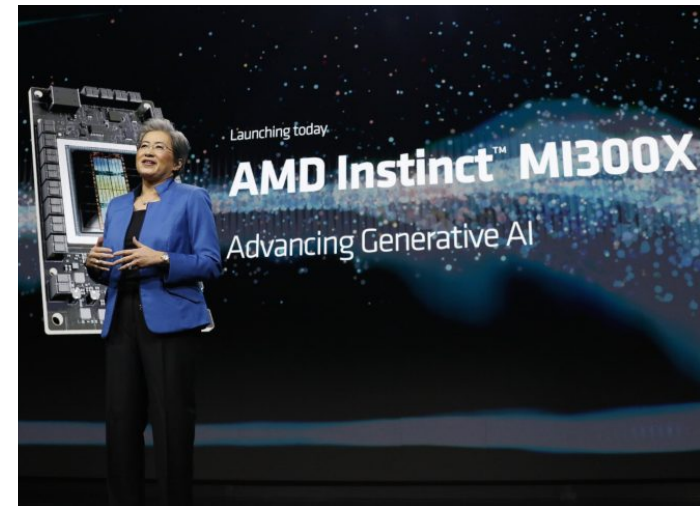 Launching today
AMD Instinct™ MI300X
Advancing Generative AI